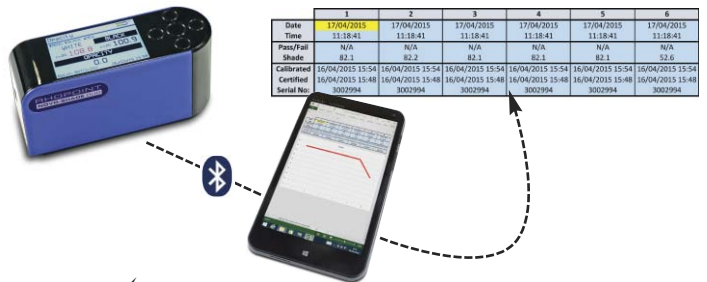 1 2 3 4 5 6
Date 17/04/2015 17/04/2015 17/04/2015 17/04/2015 17/04/2015 17/04/2015
Time 11:18:41 11:18:41 11:18:41 11:18:41 11:18:41 11:18:41
Pass/Fail N/A N/A N/A N/A N/A N/A
Shade 82.1 82.2 82.1 82.1 82.1 52.6
Calibrated 16/04/2015 15:54 16/04/2015 15:54 16/04/2015 15:54 16/04/2015 15:54 16/04/2015 15:54 16/04/2015 15:54
Certified 16/04/2015 15:48 16/04/2015 15:48 16/04/2015 15:48 16/04/2015 15:48 16/04/2015 15:48 16/04/2015 15:48
Serial No: 3002994 3002994 3002994 3002994 3002994 3002994
WHITE BLACK
108.6 100.9
OPACITY
0.0
RHOPOINT